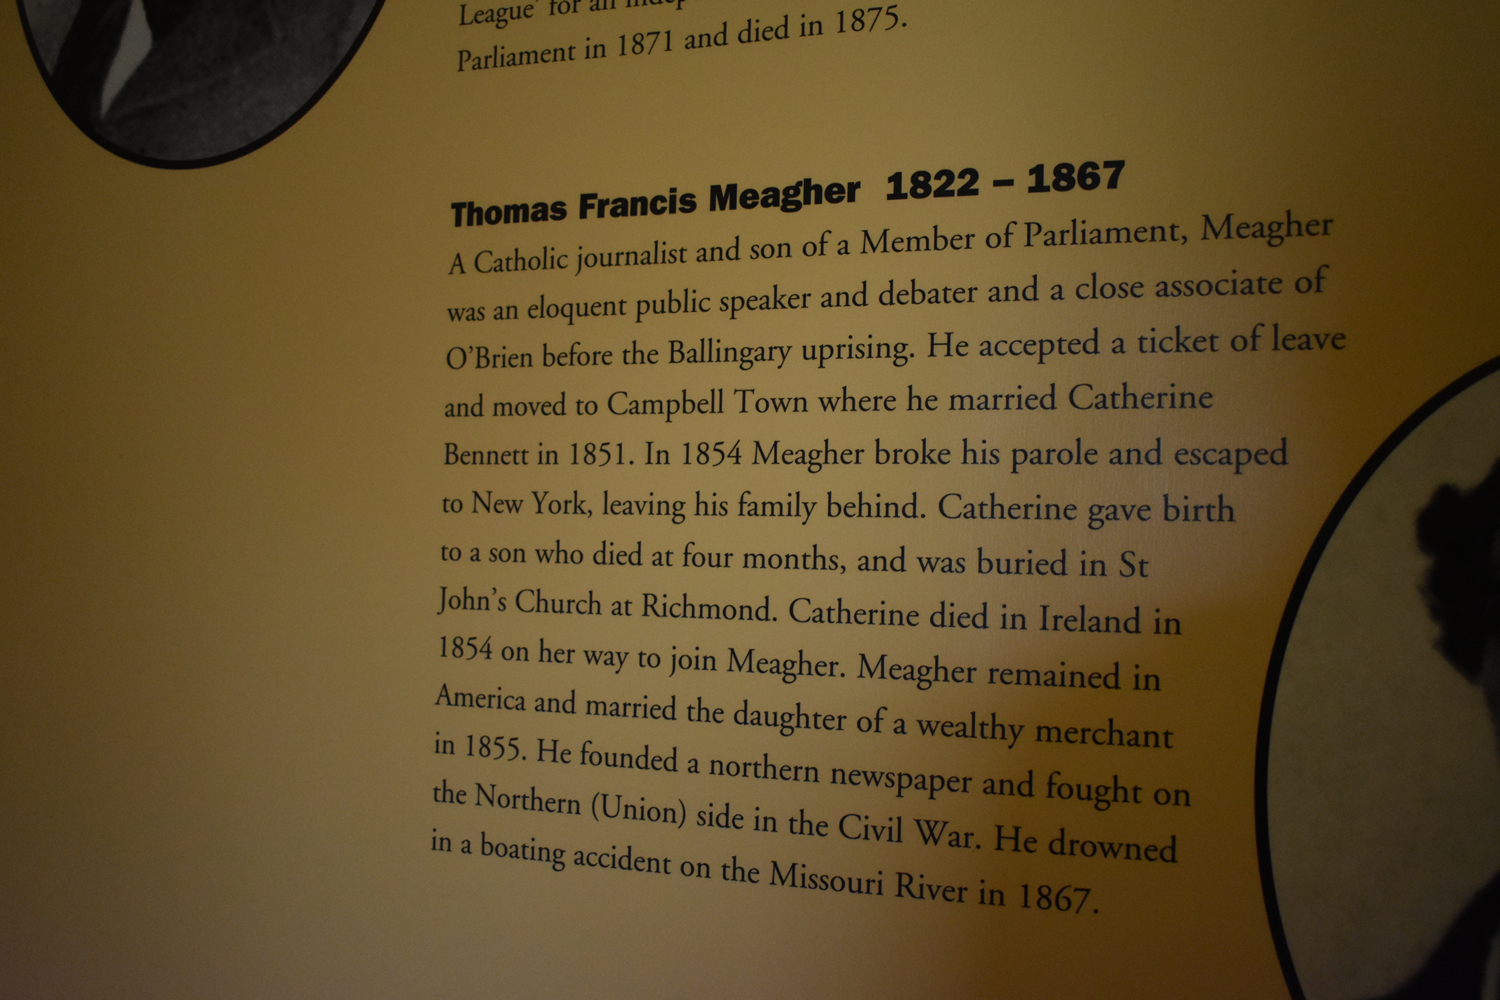 League' for an
Parliament in 1871 and died in 1875.
Thomas Francis Meagher 1822 – 1867
A Catholic journalist and son of a Member of Parliament, Meagher
was an eloquent public speaker and debater and a close associate of
O'Brien before the Ballingary uprising. He accepted a ticket of leave
and moved to Campbell Town where he married Catherine
Bennett in 1851. In 1854 Meagher broke his parole and escaped
to New York, leaving his family behind. Catherine gave birth
to a son who died at four months, and was buried in St
John's Church at Richmond. Catherine died in Ireland in
1854 on her way to join Meagher. Meagher remained in
America and married the daughter of a wealthy merchant
in 1855. He founded a northern newspaper and fought on
the Northern (Union) side in the Civil War. He drowned
in a boating accident on the Missouri River in 1867.